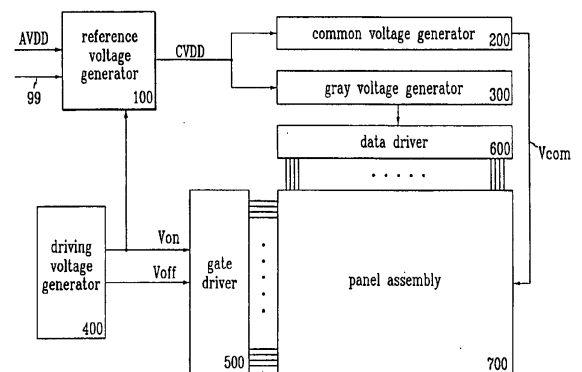 AVDD
99
reference
voltage
generator
100
CVDD
common voltage generator
200
gray voltage generator
300
data driver
600
Vcom
driving
voltage
generator
400
Von
Voff
gate
driver
500
panel assembly
700